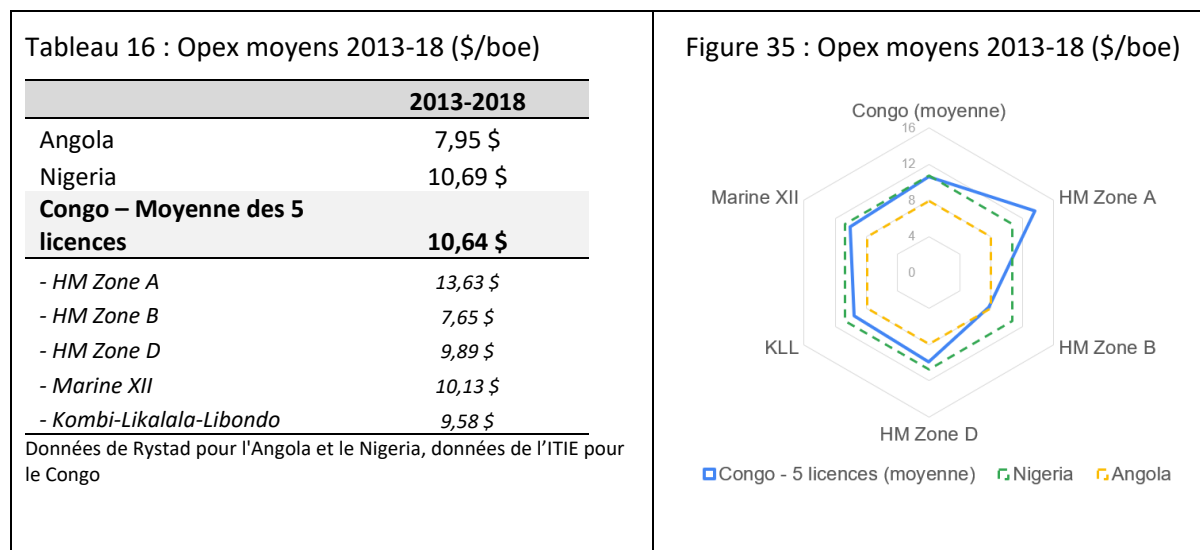 Tableau 16 : Opex moyens 2013-18 ($/boe)
2013-2018
Angola 7,95 $
Nigeria 10,69 $
Congo – Moyenne des 5
licences 10,64 $
- HM Zone A 13,63 $
- HM Zone B 7,65 $
- HM Zone D 9,89 $
- Marine XII 10,13 $
- Kombi-Likalala-Libondo 9,58 $
Données de Rystad pour l'Angola et le Nigeria, données de l’ITIE pour
le Congo
Figure 35 : Opex moyens 2013-18 ($/boe)
Congo (moyenne)
16
12
8
4
0
Marine XII
HM Zone A
KLL
HM Zone B
HM Zone D
Congo - 5 licences (moyenne) Nigeria Angola